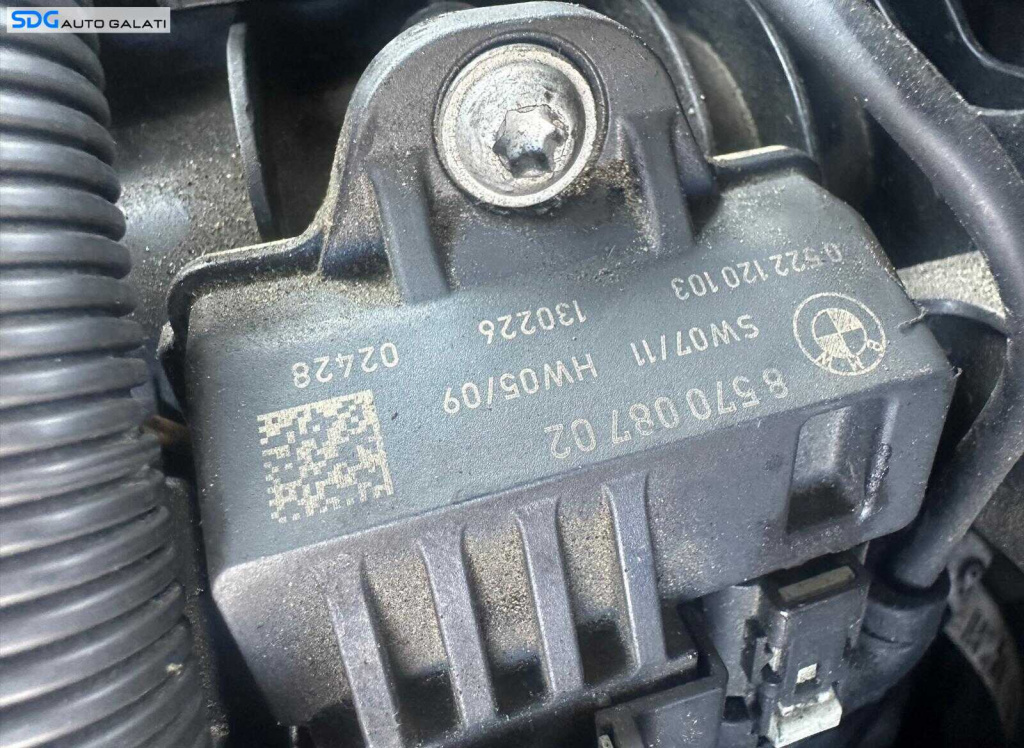 SDG AUTO GALATI
8 570 087 02
SW07/11 HW05/09
0 522 120 103 130226 02428